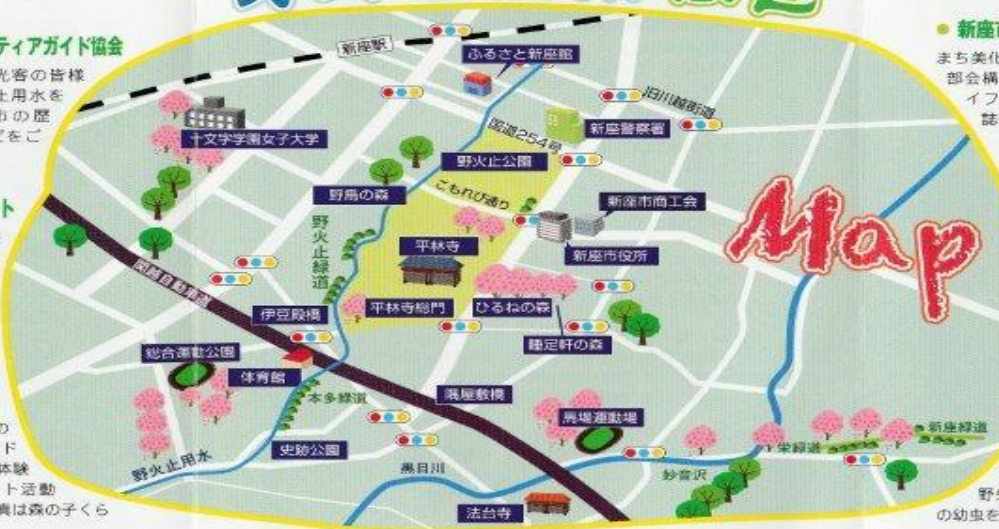 ティアガイド協会
光客の皆様
止用水を
市の歴
どをご
新座駅
ふるさと新座館
旧川越街道
国道254号
新座警察署
十文字学園女子大学
野火止公園
野鳥の森
こもれび通り
新座市商工会
野火止緑道
平林寺
新座市役所
Map
関越自動車道
伊豆殿橋
平林寺総門
ひるねの森
睡足軒の森
総合運動公園
体育館
本多緑道
隅屋敷橋
馬場運動場
史跡公園
野火止用水
黒目川
妙音沢
栄緑道
新座緑道
法台寺
ト
の
ド
体験
ト活動
真は森の子くら
新座
まち美化
部会構
イフ
誌
野
の幼虫を